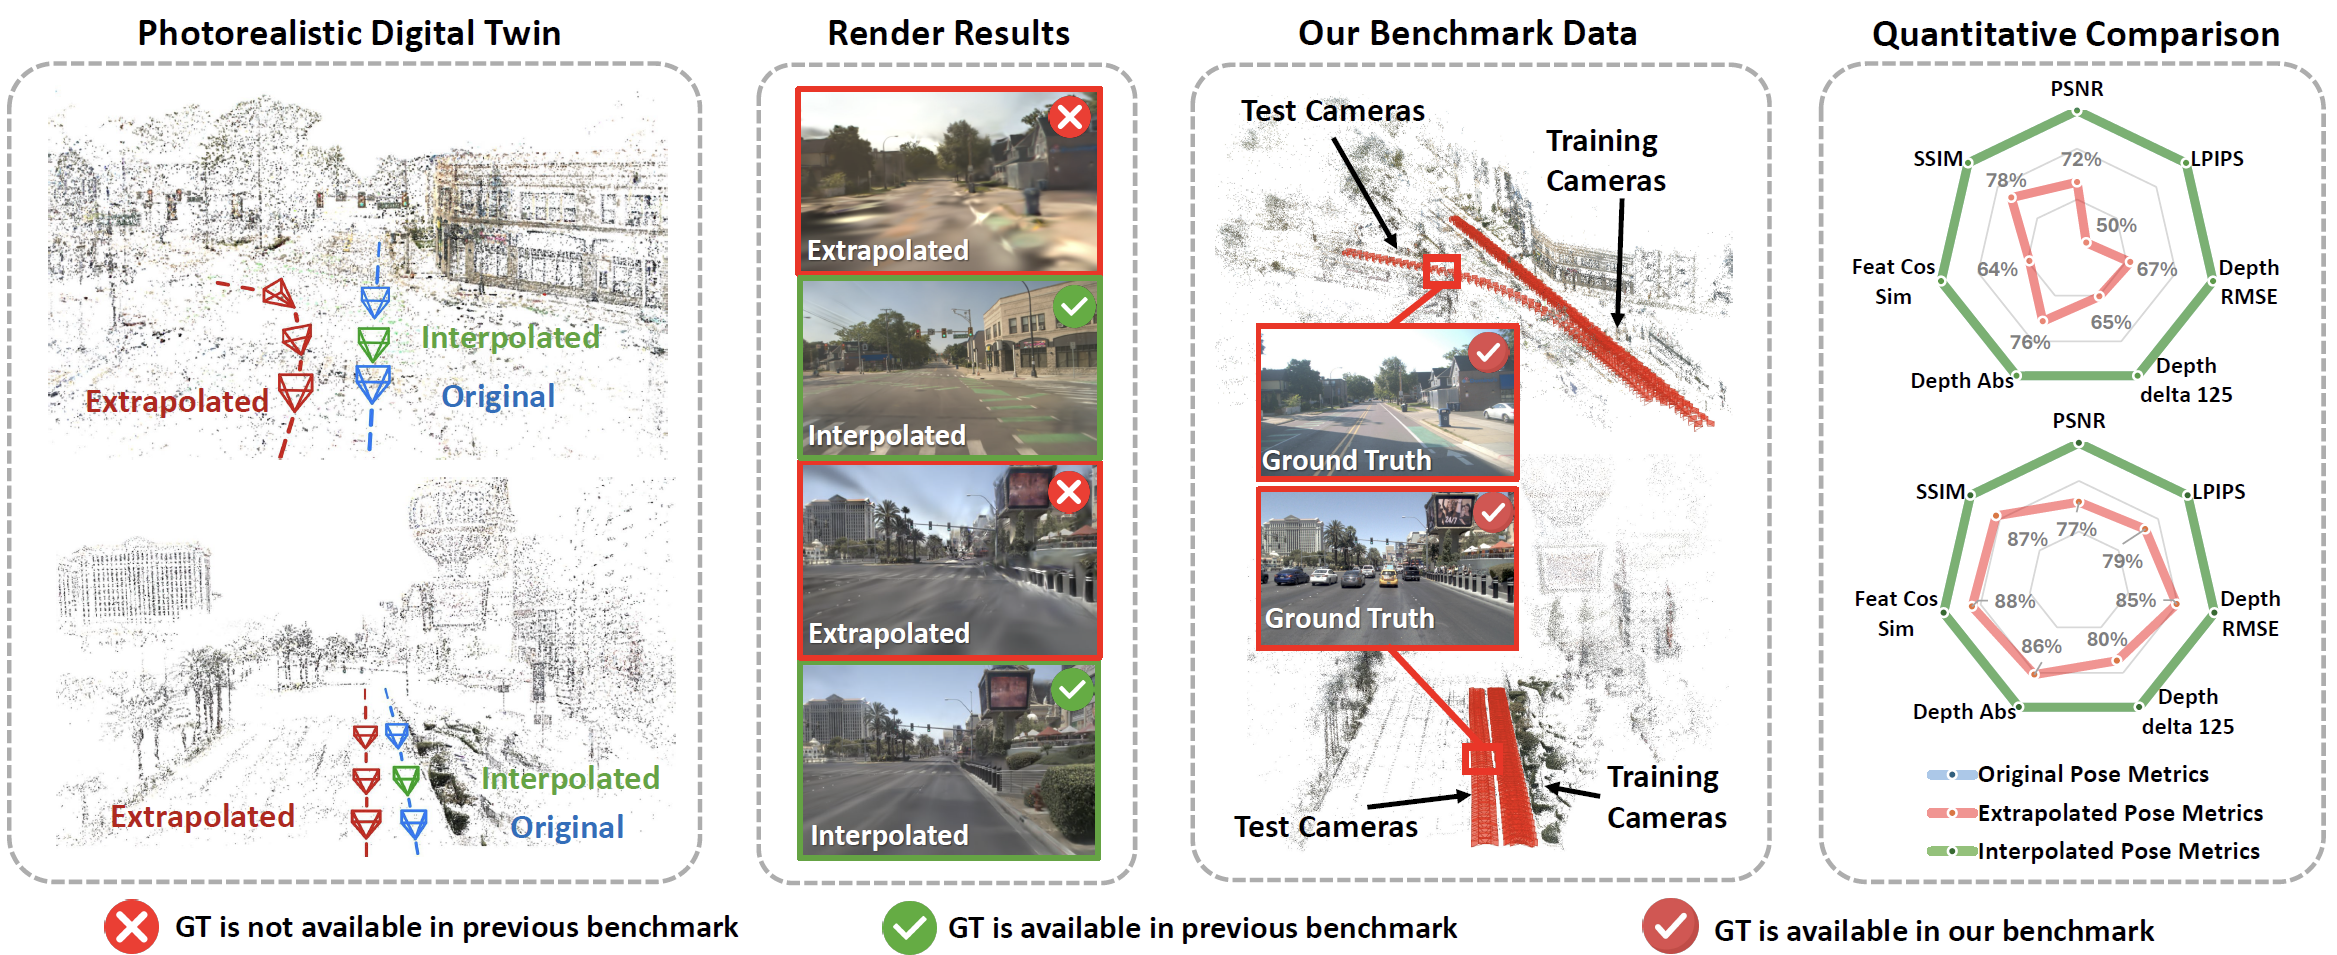 Photorealistic Digital Twin
Interpolated
Extrapolated
Original
Interpolated
Extrapolated
Original
Render Results
Extrapolated
Interpolated
Extrapolated
Interpolated
Our Benchmark Data
Test Cameras
Training
Cameras
Ground Truth
Ground Truth
Training
Cameras
Test Cameras
Quantitative Comparison
PSNR
SSIM
LPIPS
72%
78%
50%
Feat Cos
Sim
64%
67%
Depth
RMSE
65%
76%
Depth Abs
Depth
delta 125
PSNR
SSIM
LPIPS
87%
77%
79%
Feat Cos
Sim
88%
85%
Depth
RMSE
86%
80%
Depth Abs
Depth
delta 125
Original Pose Metrics
Extrapolated Pose Metrics
Interpolated Pose Metrics
GT is not available in previous benchmark
GT is available in previous benchmark
GT is available in our benchmark